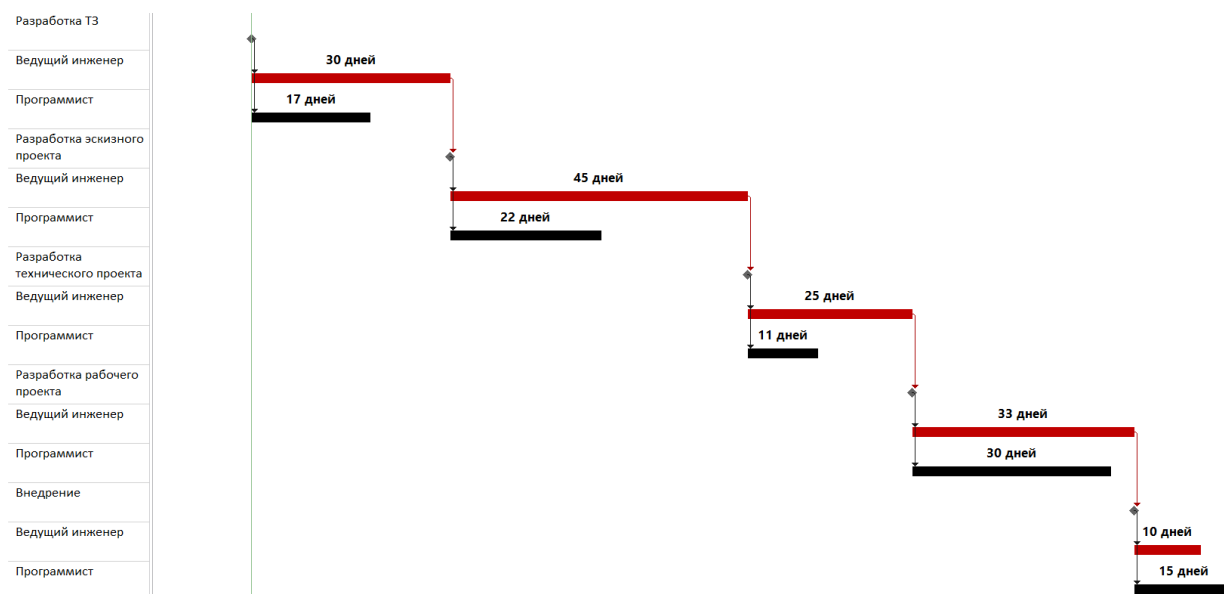 Разработка ТЗ
Ведущий инженер
30 дней
Программист
17 дней
Разработка эскизного
проекта
Ведущий инженер
45 дней
Программист
22 дней
Разработка
технического проекта
Ведущий инженер
25 дней
Программист
11 дней
Разработка рабочего
проекта
Ведущий инженер
33 дней
Программист
30 дней
Внедрение
Ведущий инженер
10 дней
Программист
15 дней